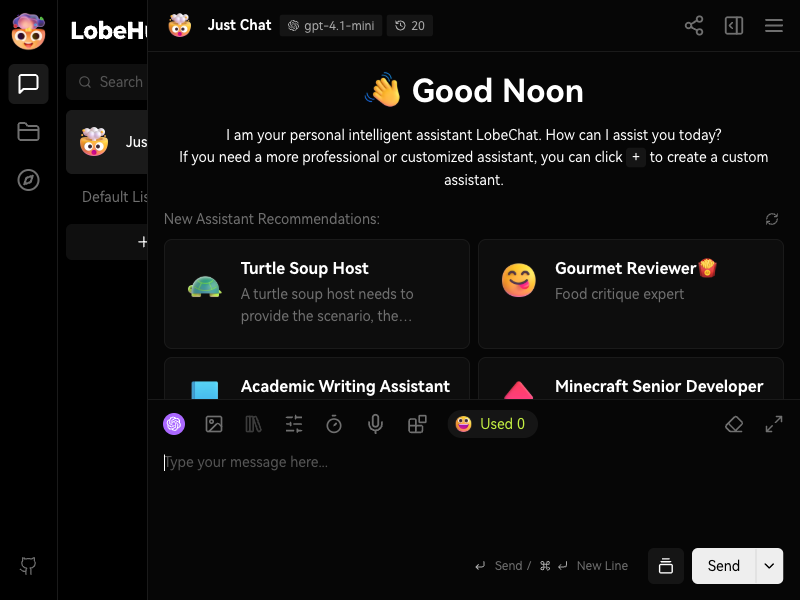 LobeHu
Just Chat
gpt-4.1-mini
20
Search
Jus
Default Lis
+
Good Noon
I am your personal intelligent assistant LobeChat. How can I assist you today?
If you need a more professional or customized assistant, you can click + to create a custom
assistant.
New Assistant Recommendations:
Turtle Soup Host
A turtle soup host needs to
provide the scenario, the…
Gourmet Reviewer🍟
Food critique expert
Academic Writing Assistant
Minecraft Senior Developer
Used 0
Type your message here...
↵ Send / ⌘ ↵ New Line
Send